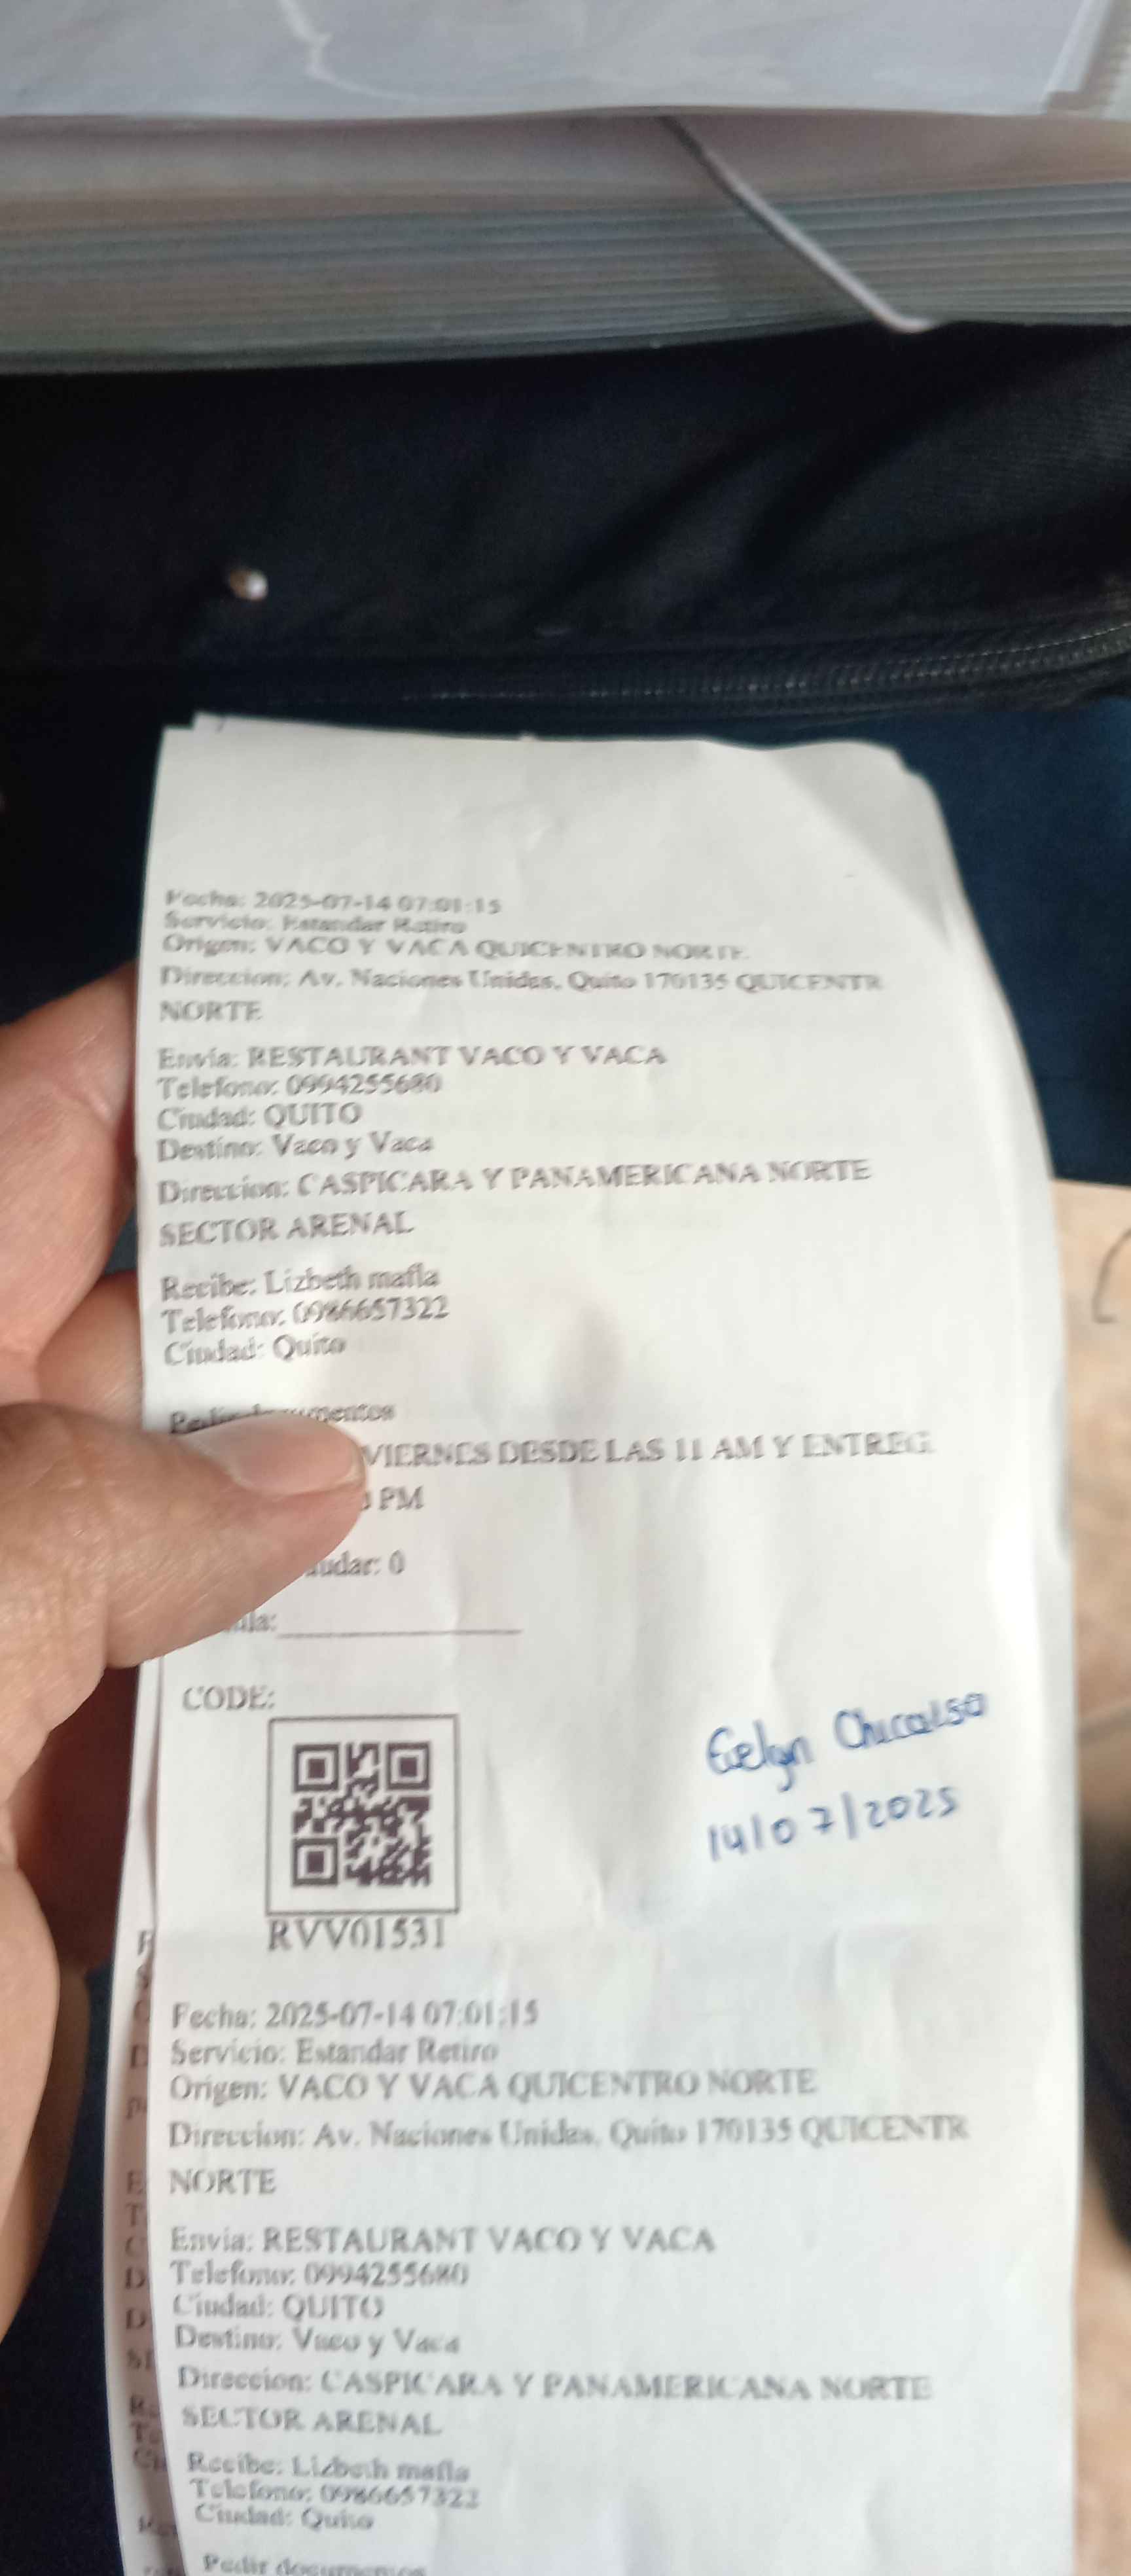 Fecha: 2025-07-14 07:01:15
Servicio: Estandar Retiro
Origen: VACO Y VACA QUICENTRO NORTE
Direccion: Av. Naciones Unidas, Quito 170135 QUICENTR
NORTE
Envía: RESTAURANT VACO Y VACA
Telefono: 0994255680
Ciudad: QUITO
Destino: Vaco y Vaca
Direccion: CASPICARA Y PANAMERICANA NORTE
SECTOR ARENAL
Recibe: Lizbeth mafla
Telefono: 0986657322
Ciudad: Quito
VIERNES DESDE LAS 11 AM Y ENTREG
PM
udar: 0
CODE:
Evelyn
14/07/2025
RVV01531
Fecha: 2025-07-14 07:01:15
Servicio: Estandar Retiro
Origen: VACO Y VACA QUICENTRO NORTE
Direccion: Av. Naciones Unidas, Quito 170135 QUICENTR
NORTE
Envía: RESTAURANT VACO Y VACA
Telefono: 0994255680
Ciudad: QUITO
Destino: Vaco y Vaca
Direccion: CASPICARA Y PANAMERICANA NORTE
SECTOR ARENAL
Recibe: Lizbeth mafla
Telefono: 0986657322
Ciudad: Quito
Pedir documentos